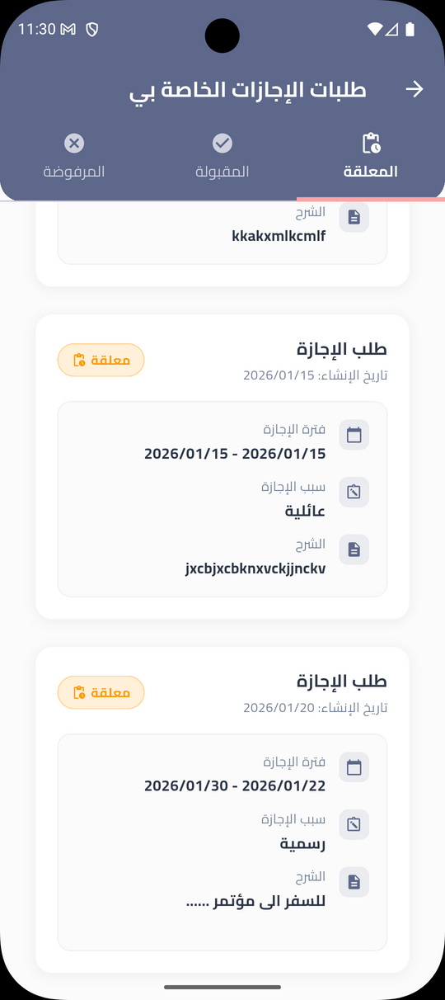 11:30
طلبات الإجازات الخاصة بي
المعلقة
المقبولة
المرفوضة
الشرح
kkakxmlkcmlf
طلب الإجازة
معلقة
تاريخ الإنشاء: 2026/01/15
فترة الإجازة
2026/01/15 - 2026/01/15
سبب الإجازة
عائلية
الشرح
jxcbjxcbknxvckjjnckv
طلب الإجازة
معلقة
تاريخ الإنشاء: 2026/01/20
فترة الإجازة
2026/01/22 - 2026/01/30
سبب الإجازة
رسمية
الشرح
للسفر الى مؤتمر ......